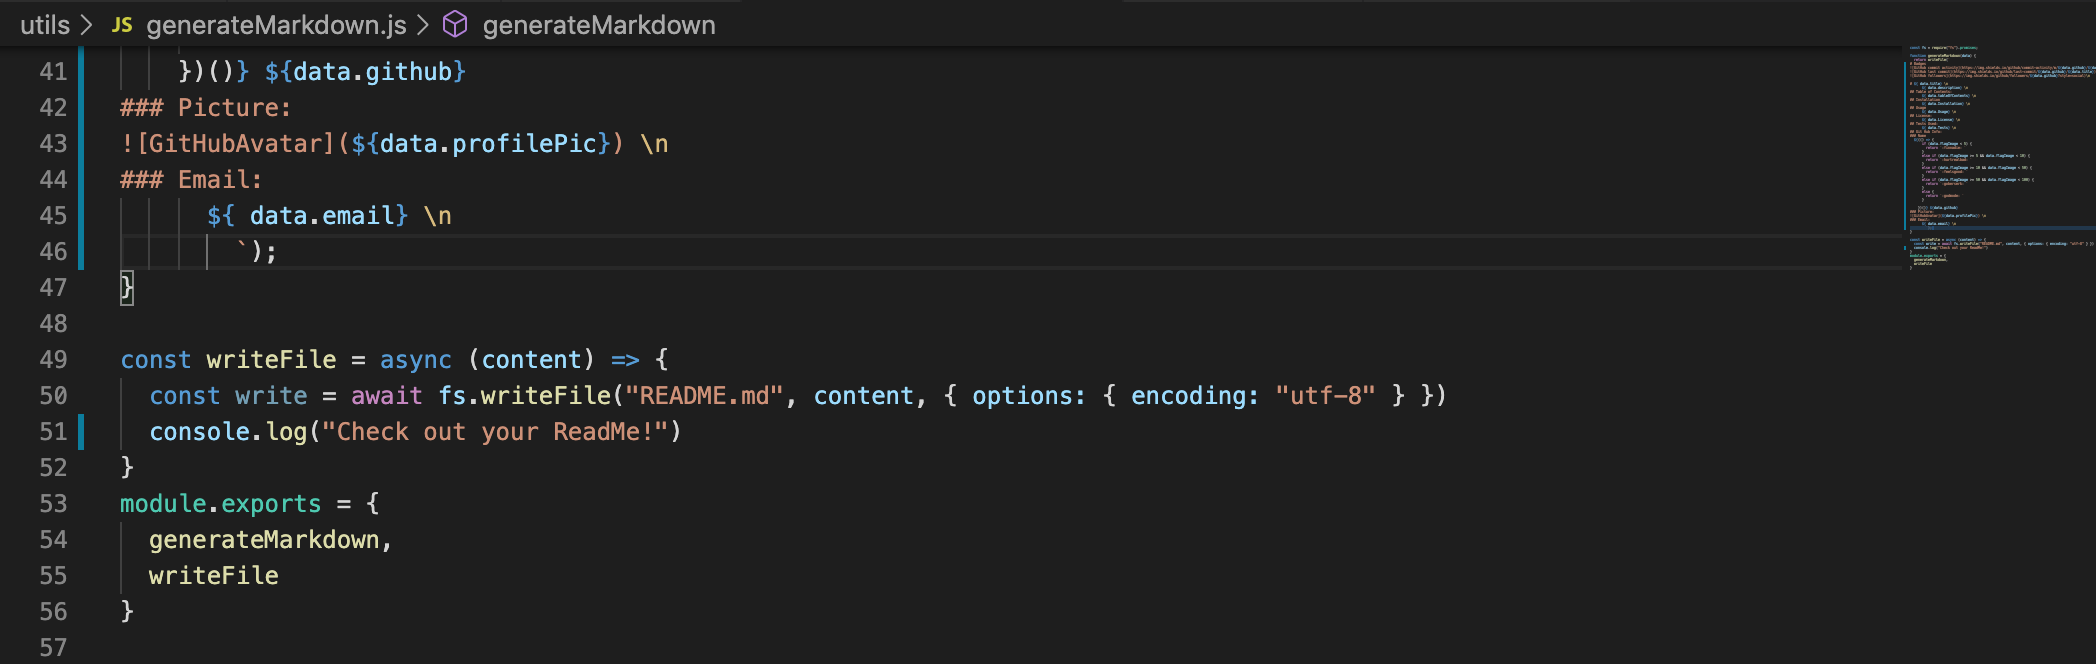 utils > JS generateMarkdown.js > generateMarkdown
41 })()} ${data.github}
42 ### Picture:
43 ![GitHubAvatar](${data.profilePic}) \n
44 ### Email:
45 ${ data.email} \n
46 `);
47 }
48
49 const writeFile = async (content) => {
50 const write = await fs.writeFile("README.md", content, { options: { encoding: "utf-8" } })
51 console.log("Check out your ReadMe!")
52 }
53 module.exports = {
54 generateMarkdown,
55 writeFile
56 }
57